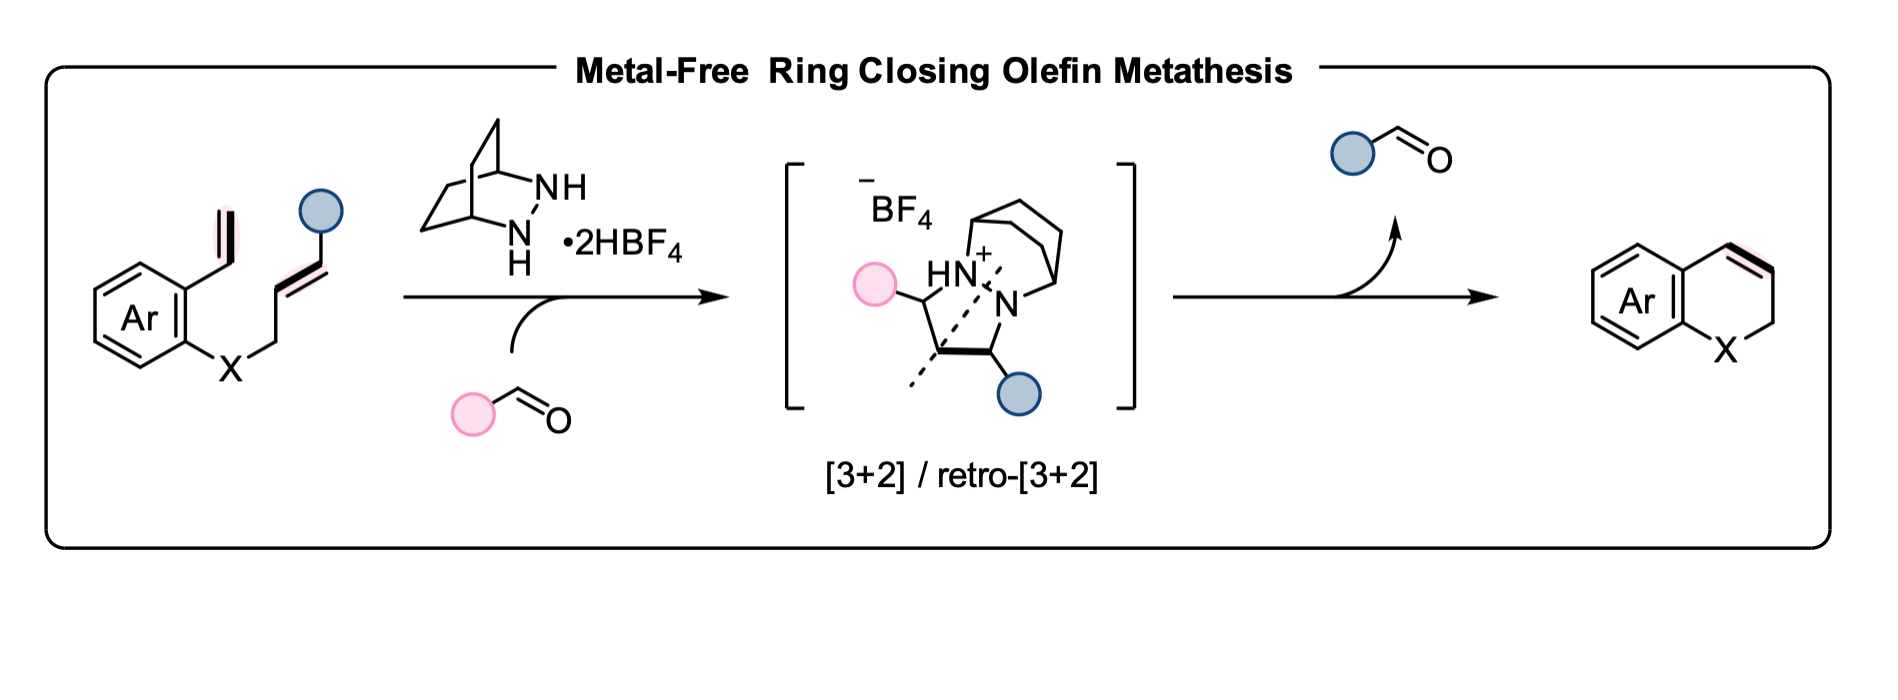 Metal-Free Ring Closing Olefin Metathesis
Ar
X
NH
N
H
•2HBF4
O
−
BF4
HN
+
N
[3+2] / retro-[3+2]
O
Ar
X